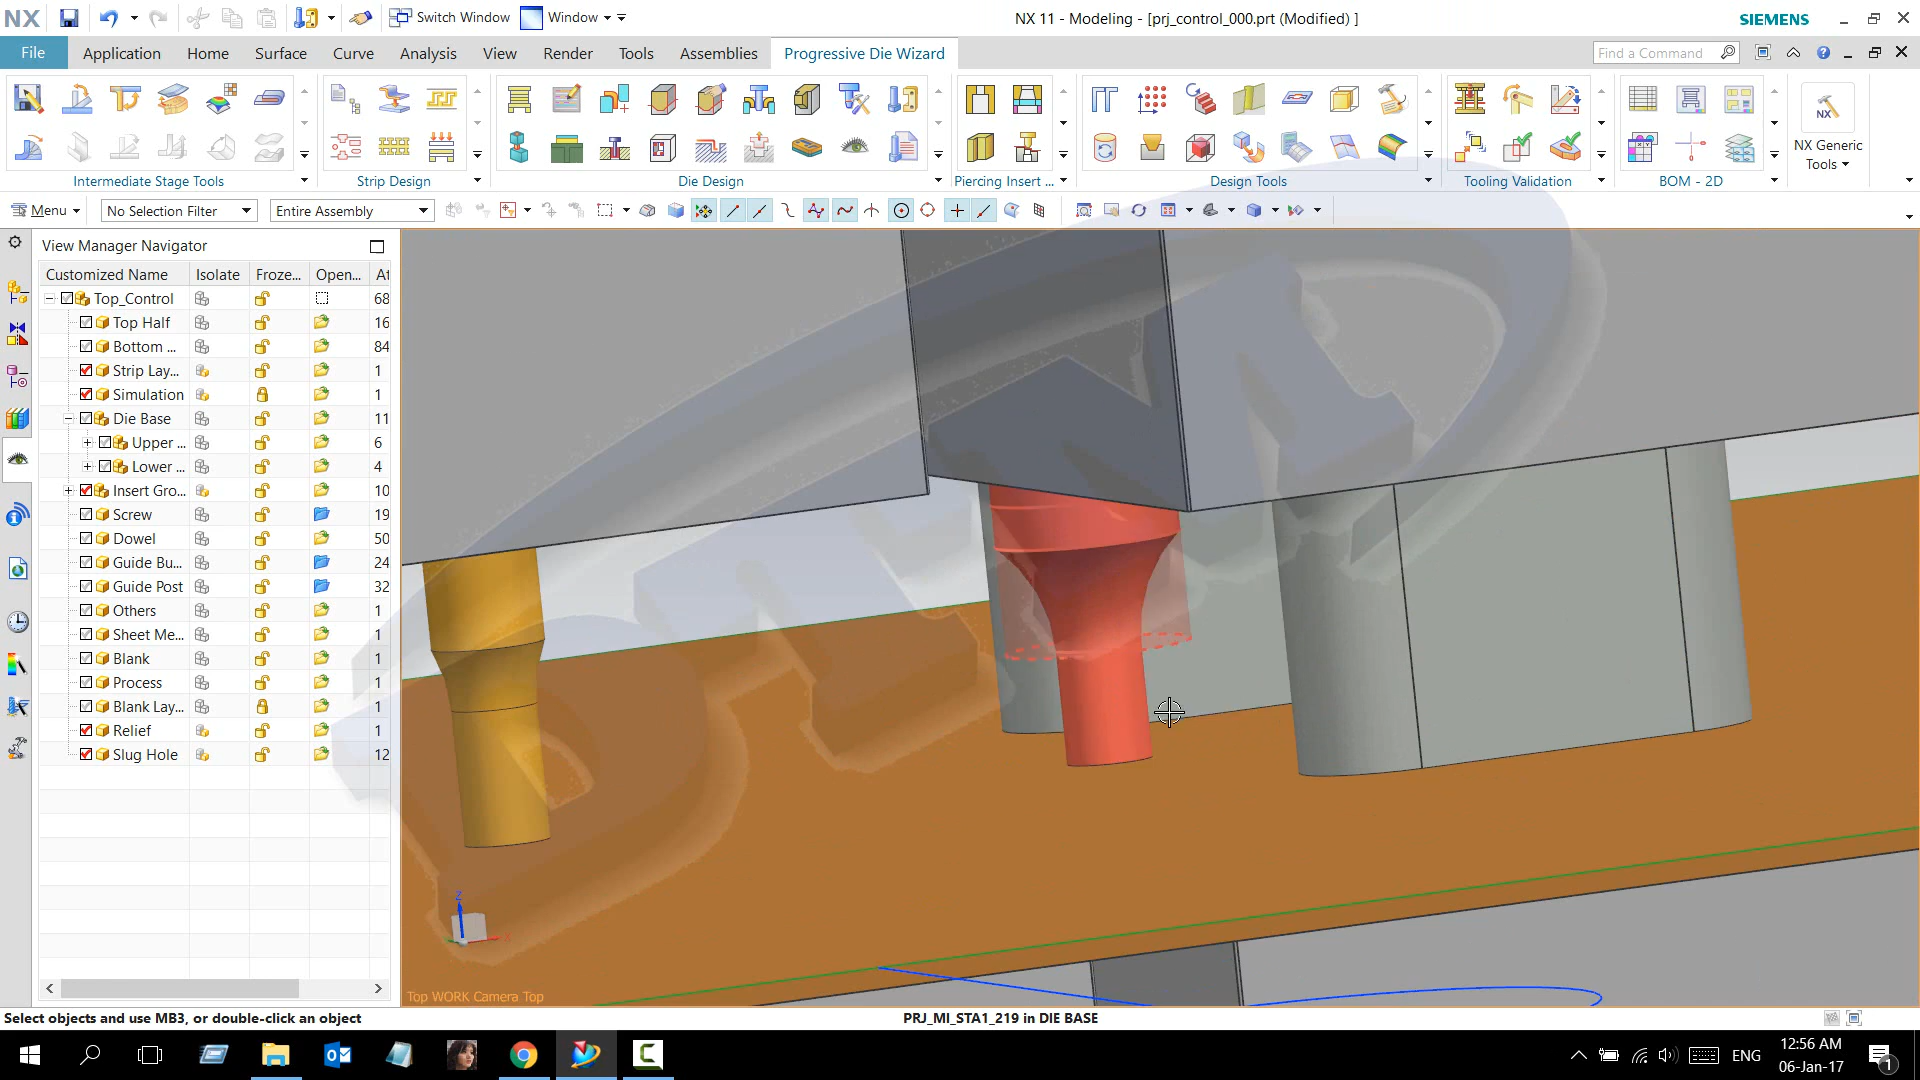 NX
Switch Window
Window
NX 11 - Modeling - [prj_control_000.prt (Modified) ]
SIEMENS
File
Application
Home
Surface
Curve
Analysis
View
Render
Tools
Assemblies
Progressive Die Wizard
Find a Command
NX
NX Generic
Tools
Intermediate Stage Tools
Strip Design
Die Design
Piercing Insert ...
Design Tools
Tooling Validation
BOM - 2D
Menu
No Selection Filter
Entire Assembly
View Manager Navigator
Customized Name Isolate Froze... Open... At
Top_Control 68
Top Half 16
Bottom ... 84
Strip Lay... 1
Simulation 1
Die Base 11
Upper ... 6
Lower ... 4
Insert Gro... 10
Screw 19
Dowel 50
Guide Bu... 24
Guide Post 32
Others 1
Sheet Me... 1
Blank 1
Process 1
Blank Lay... 1
Relief 1
Slug Hole 12
Z
X
Top WORK Camera Top
Select objects and use MB3, or double-click an object
PRJ_MI_STA1_219 in DIE BASE
ENG
12:56 AM
06-Jan-17
1